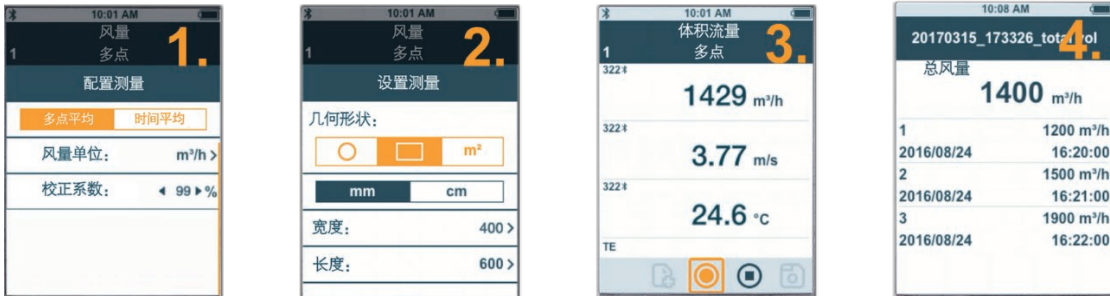 10:01 AM
风量
1 多点
1.
配置测量
多点平均 时间平均
风量单位: m³/h >
校正系数: ◀ 99 ▶ %
10:01 AM
风量
1 多点
2.
设置测量
几何形状:
m²
mm cm
宽度: 400 >
长度: 600 >
10:01 AM
体积流量
1 多点
3.
322
1429 m³/h
322
3.77 m/s
322
24.6 °C
TE
10:08 AM
20170315_173326_total vol
4.
总风量
1400 m³/h
1 1200 m³/h
2016/08/24 16:20:00
2 1500 m³/h
2016/08/24 16:21:00
3 1900 m³/h
2016/08/24 16:22:00